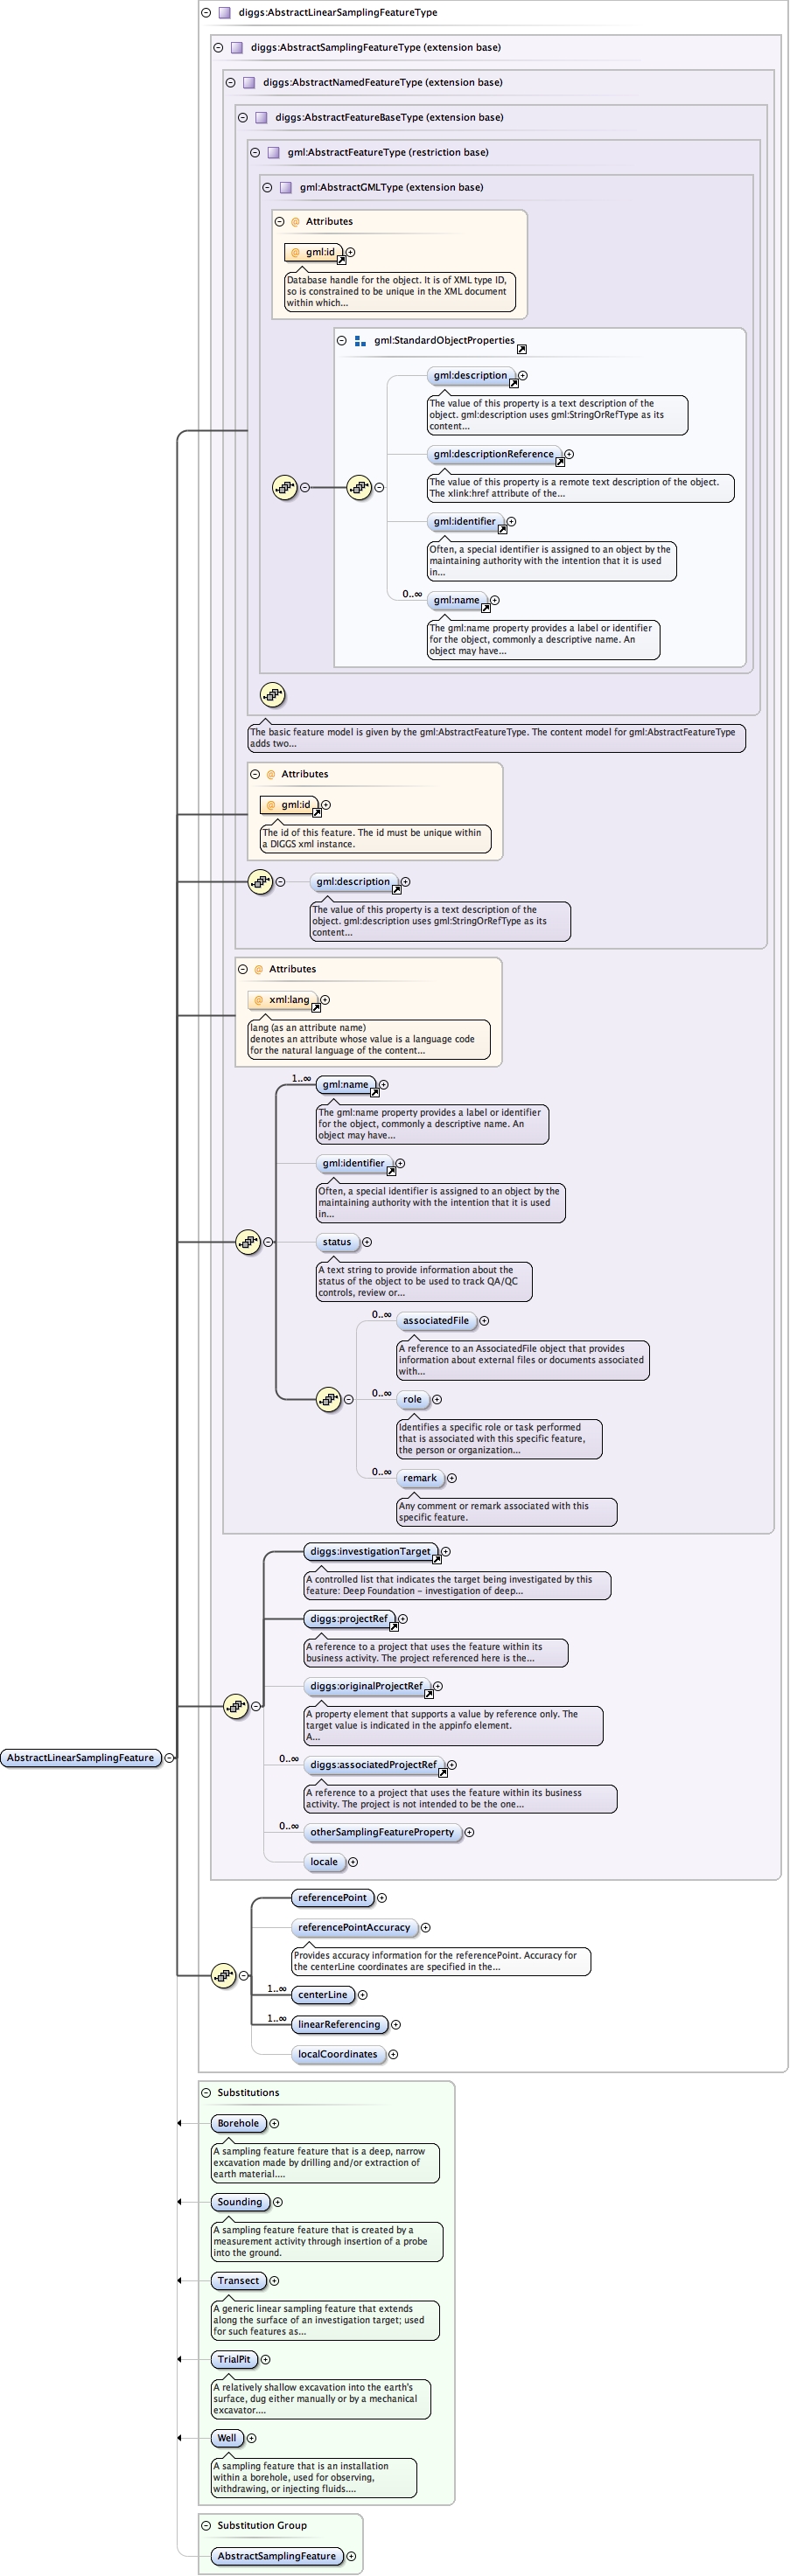 diggs:AbstractLinearSamplingFeatureType
diggs:AbstractSamplingFeatureType (extension base)
diggs:AbstractNamedFeatureType (extension base)
diggs:AbstractFeatureBaseType (extension base)
gml:AbstractFeatureType (restriction base)
gml:AbstractGMLType (extension base)
@ Attributes
@ gml:id
Database handle for the object. It is of XML type ID,
so is constrained to be unique in the XML document
within which...
gml:StandardObjectProperties
gml:description
The value of this property is a text description of the
object. gml:description uses gml:StringOrRefType as its
content...
gml:descriptionReference
The value of this property is a remote text description of the object.
The xlink:href attribute of the...
gml:identifier
Often, a special identifier is assigned to an object by the
maintaining authority with the intention that it is used
in...
0..∞ gml:name
The gml:name property provides a label or identifier
for the object, commonly a descriptive name. An
object may have...
The basic feature model is given by the gml:AbstractFeatureType. The content model for gml:AbstractFeatureType
adds two...
@ Attributes
@ gml:id
The id of this feature. The id must be unique within
a DIGGS xml instance.
gml:description
The value of this property is a text description of the
object. gml:description uses gml:StringOrRefType as its
content...
@ Attributes
@ xml:lang
lang (as an attribute name)
denotes an attribute whose value is a language code
for the natural language of the content...
1..∞ gml:name
The gml:name property provides a label or identifier
for the object, commonly a descriptive name. An
object may have...
gml:identifier
Often, a special identifier is assigned to an object by the
maintaining authority with the intention that it is used
in...
status
A text string to provide information about the
status of the object to be used to track QA/QC
controls, review or...
0..∞ associatedFile
A reference to an AssociatedFile object that provides
information about external files or documents associated
with...
0..∞ role
Identifies a specific role or task performed
that is associated with this specific feature,
the person or organization...
0..∞ remark
Any comment or remark associated with this
specific feature.
diggs:investigationTarget
A controlled list that indicates the target being investigated by this
feature: Deep Foundation – investigation of deep...
diggs:projectRef
A reference to a project that uses the feature within its
business activity. The project referenced here is the...
diggs:originalProjectRef
A property element that supports a value by reference only. The
target value is indicated in the appinfo element.
A...
AbstractLinearSamplingFeature
0..∞ diggs:associatedProjectRef
A reference to a project that uses the feature within its business
activity. The project is not intended to be the one...
0..∞ otherSamplingFeatureProperty
locale
referencePoint
referencePointAccuracy
Provides accuracy information for the referencePoint. Accuracy for
the centerLine coordinates are specified in the...
1..∞ centerLine
1..∞ linearReferencing
localCoordinates
Substitutions
Borehole
A sampling feature feature that is a deep, narrow
excavation made by drilling and/or extraction of
earth material....
Sounding
A sampling feature feature that is created by a
measurement activity through insertion of a probe
into the ground.
Transect
A generic linear sampling feature that extends
along the surface of an investigation target; used
for such features as...
TrialPit
A relatively shallow excavation into the earth's
surface, dug either manually or by a mechanical
excavator....
Well
A sampling feature that is an installation
within a borehole, used for observing,
withdrawing, or injecting fluids....
Substitution Group
AbstractSamplingFeature